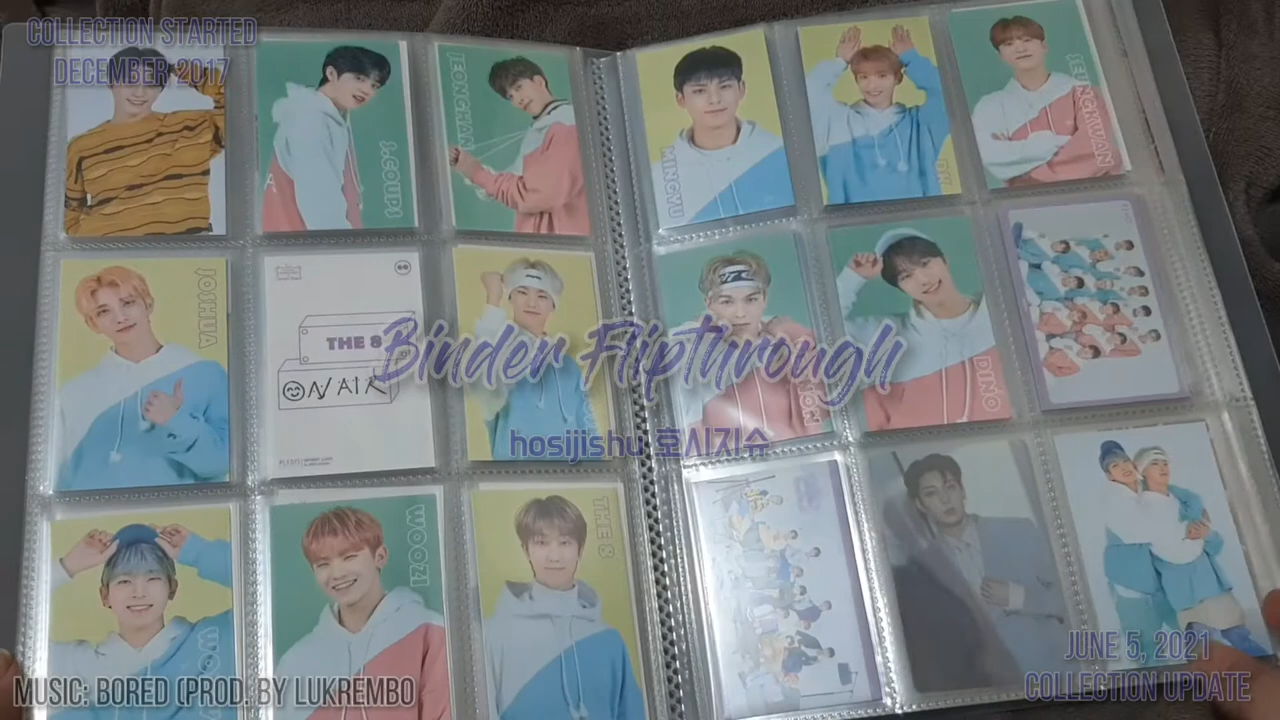 COLLECTION STARTED
DECEMBER 2017
S.COUPS
JEONGHAN
MINGYU
SEUNGKWAN
JOSHUA
THE 8
ON AIR
Binder Flipthrough
DINO
hosijishu 호시지슈
WOOZI
THE 8
JUNE 5, 2021
COLLECTION UPDATE
MUSIC: BORED (PROD. BY LUKREMBO